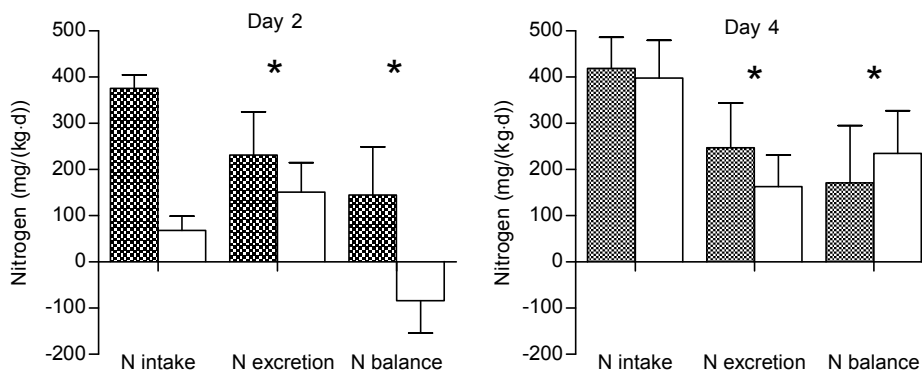 Day 2
Nitrogen (mg/(kg·d))
500
400
300
200
100
0
-100
-200
*
*
N intake
N excretion
N balance
Day 4
Nitrogen (mg/(kg·d))
500
400
300
200
100
0
-100
-200
*
*
N intake
N excretion
N balance